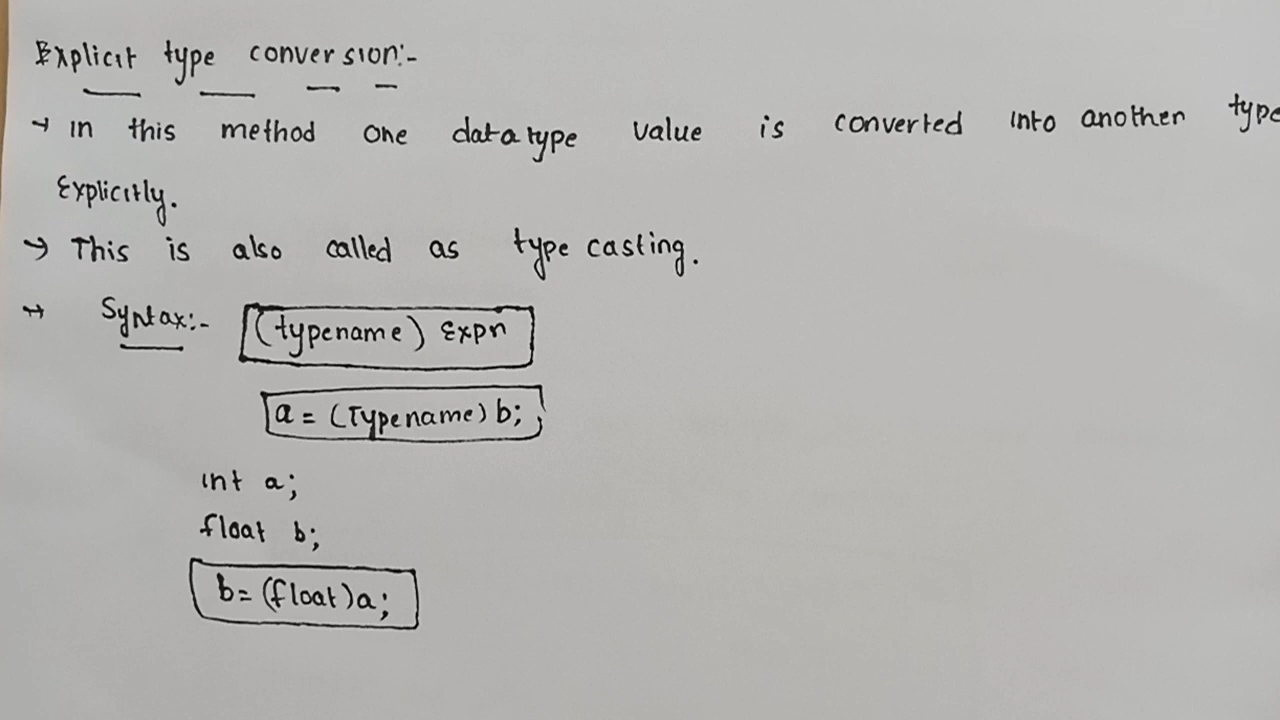 Explicit type conversion:-
→ in this method one datatype value is converted into another type
Explicitly.
→ This is also called as type casting.
→ Syntax:- (typename) Expn
a = (Typename) b;
int a;
float b;
b = (float)a;